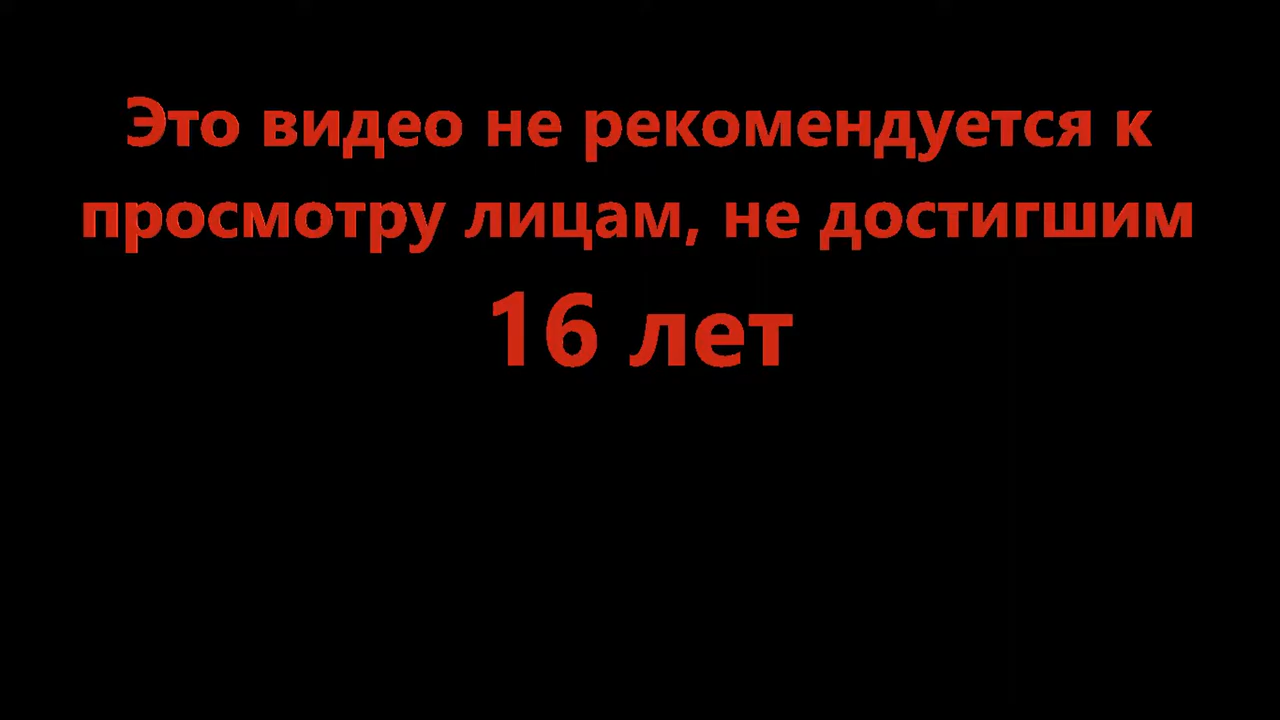 Это видео не рекомендуется к
просмотру лицам, не достигшим
16 лет